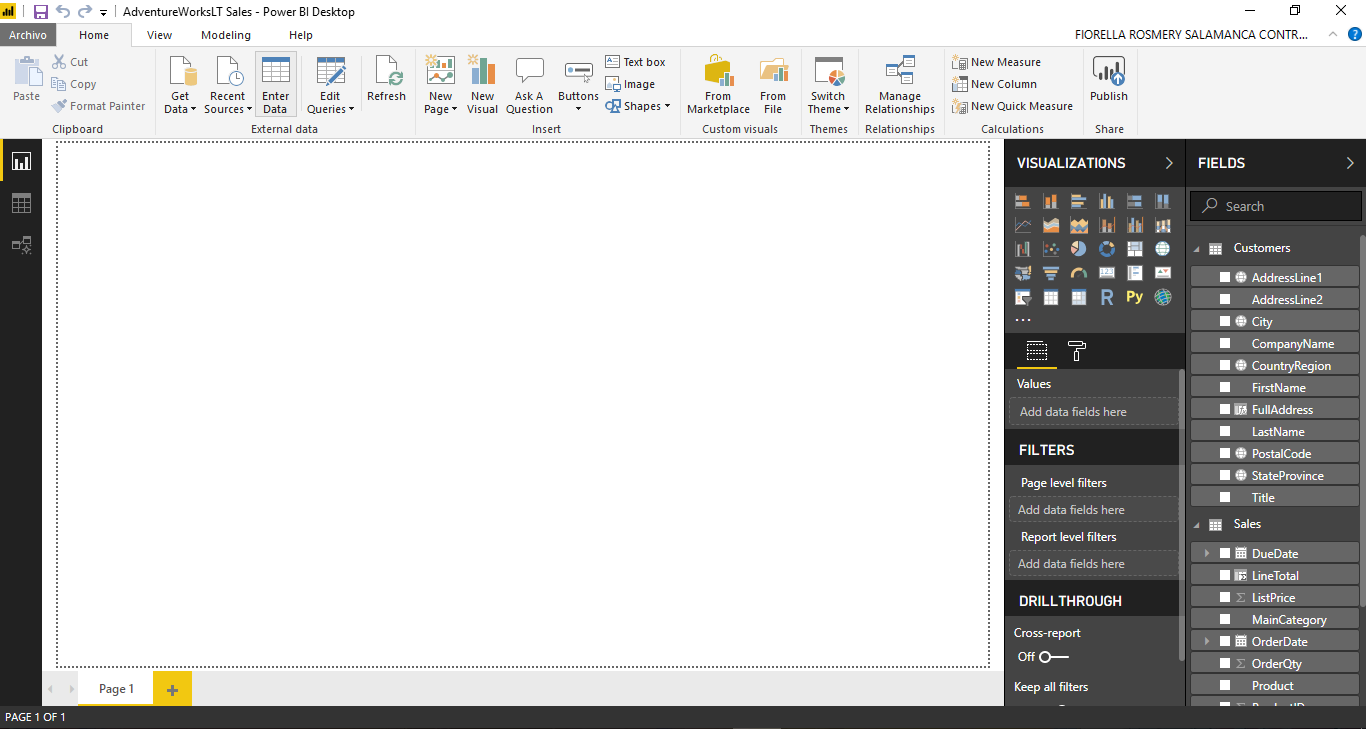 AdventureWorksLT Sales - Power BI Desktop
Archivo Home View Modeling Help FIORELLA ROSMERY SALAMANCA CONTR... ?
Paste Cut Copy Format Painter
Clipboard
Get Data Recent Sources Enter Data Edit Queries Refresh
External data
New Page New Visual Ask A Question Buttons Text box Image Shapes
Insert
From Marketplace From File
Custom visuals
Switch Theme
Themes
Manage Relationships
Relationships
New Measure
New Column
New Quick Measure
Calculations
Publish
Share
VISUALIZATIONS
123
R Py
...
Values
Add data fields here
FILTERS
Page level filters
Add data fields here
Report level filters
Add data fields here
DRILLTHROUGH
Cross-report
Off
Keep all filters
FIELDS
Search
Customers
AddressLine1
AddressLine2
City
CompanyName
CountryRegion
FirstName
FullAddress
LastName
PostalCode
StateProvince
Title
Sales
DueDate
LineTotal
Σ ListPrice
MainCategory
OrderDate
Σ OrderQty
Product
Page 1 +
PAGE 1 OF 1